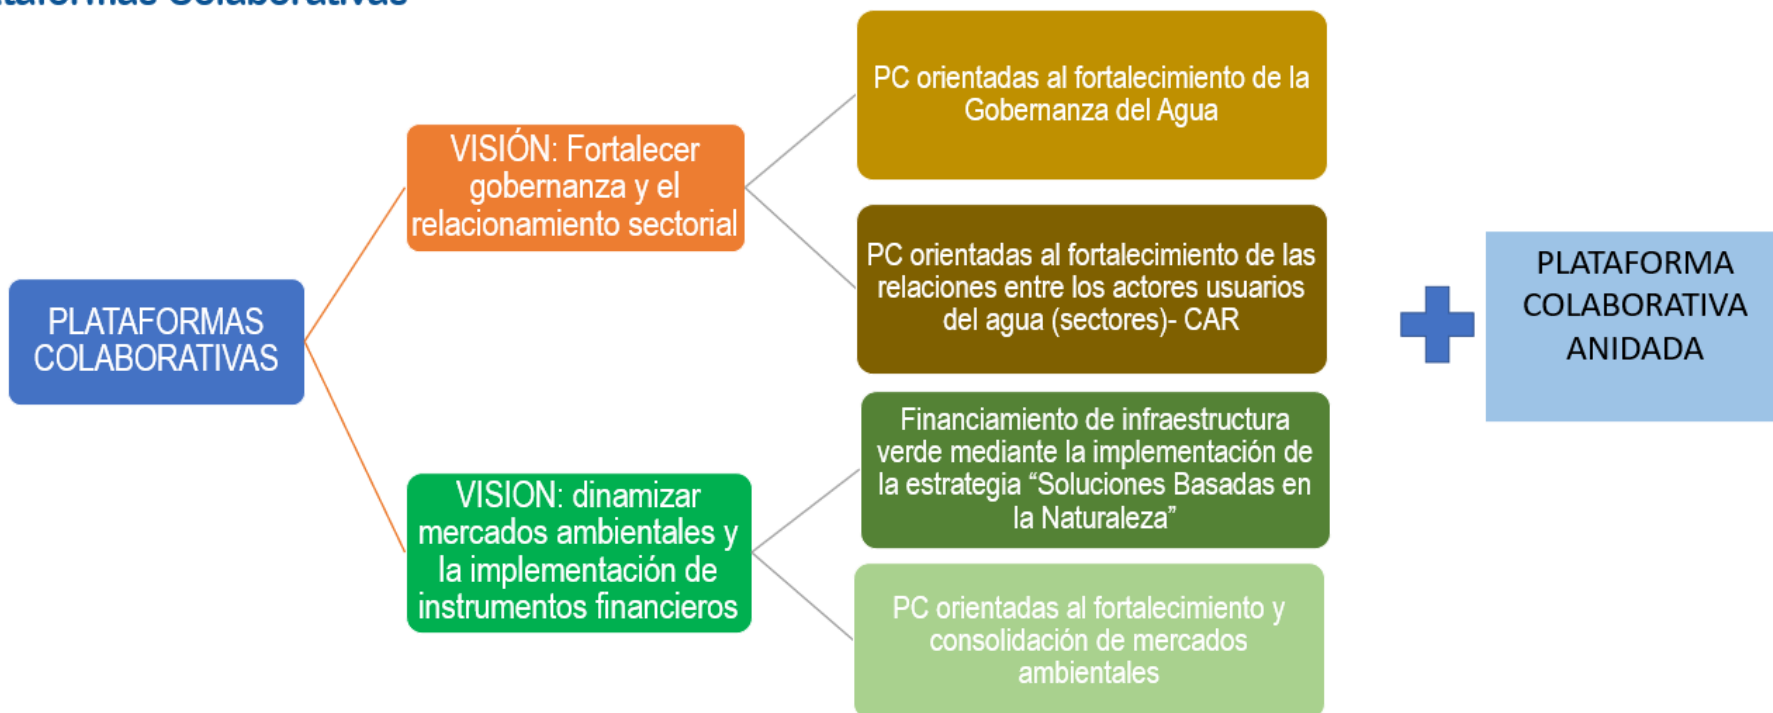 Colaborativas
PC orientadas al fortalecimiento de la
Gobernanza del Agua
VISIÓN: Fortalecer
gobernanza y el
relacionamiento sectorial
PC orientadas al fortalecimiento de las
relaciones entre los actores usuarios
del agua (sectores)- CAR
PLATAFORMA
COLABORATIVA
ANIDADA
PLATAFORMAS
COLABORATIVAS
Financiamiento de infraestructura
verde mediante la implementación de
la estrategia “Soluciones Basadas en
la Naturaleza”
VISION: dinamizar
mercados ambientales y
la implementación de
instrumentos financieros
PC orientadas al fortalecimiento y
consolidación de mercados
ambientales